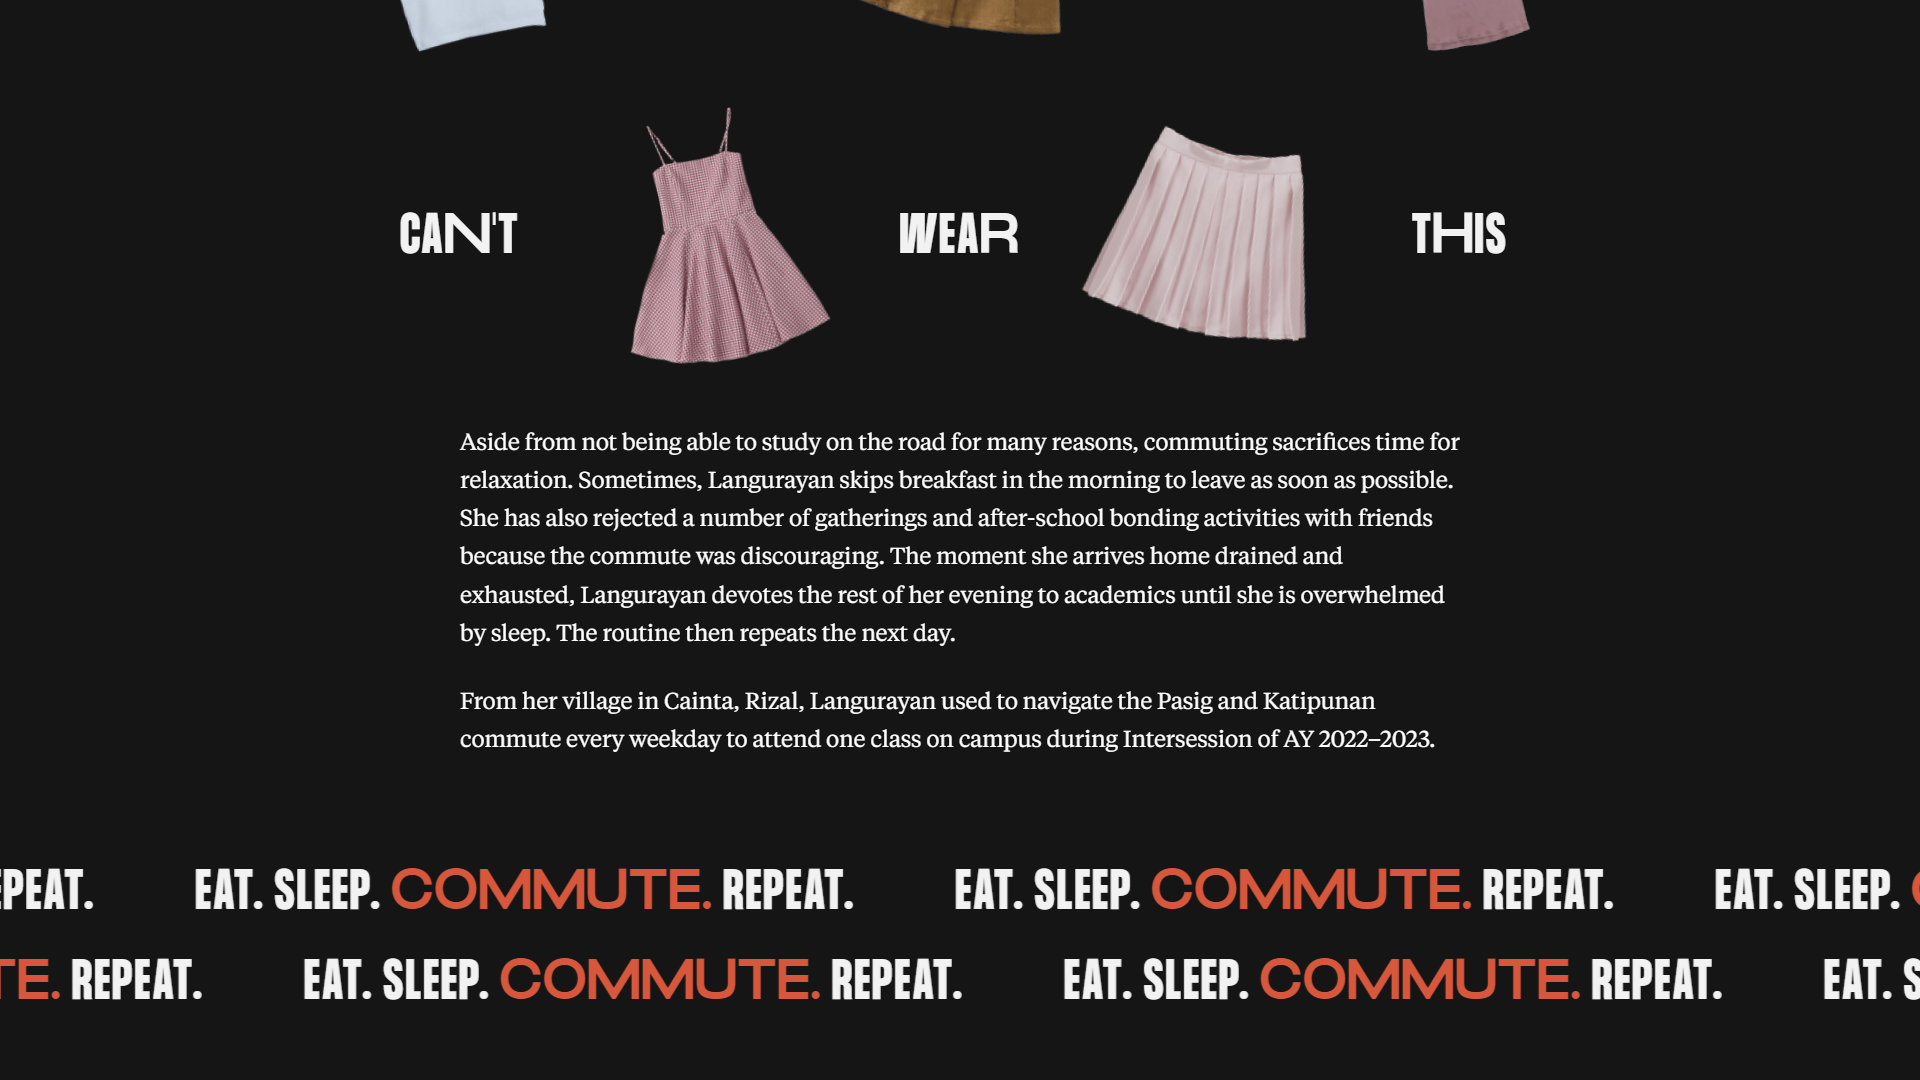 CAN'T WEAR THIS
Aside from not being able to study on the road for many reasons, commuting sacrifices time for
relaxation. Sometimes, Langurayan skips breakfast in the morning to leave as soon as possible.
She has also rejected a number of gatherings and after-school bonding activities with friends
because the commute was discouraging. The moment she arrives home drained and
exhausted, Langurayan devotes the rest of her evening to academics until she is overwhelmed
by sleep. The routine then repeats the next day.
From her village in Cainta, Rizal, Langurayan used to navigate the Pasig and Katipunan
commute every weekday to attend one class on campus during Intersession of AY 2022–2023.
EPEAT. EAT. SLEEP. COMMUTE. REPEAT. EAT. SLEEP. COMMUTE. REPEAT. EAT. SLEEP.
TE. REPEAT. EAT. SLEEP. COMMUTE. REPEAT. EAT. SLEEP. COMMUTE. REPEAT. EAT. S